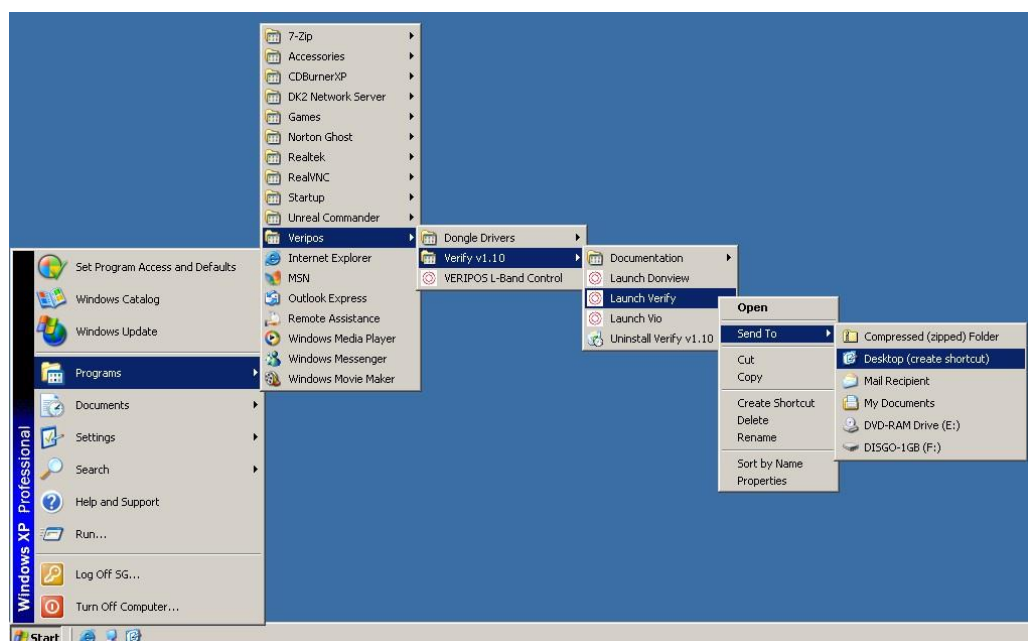 7-Zip
Accessories
CDBurnerXP
DK2 Network Server
Games
Norton Ghost
Realtek
RealVNC
Startup
Unreal Commander
Veripos
Internet Explorer
MSN
Outlook Express
Remote Assistance
Windows Media Player
Windows Messenger
Windows Movie Maker
Dongle Drivers
Verify v1.10
VERIPOS L-Band Control
Documentation
Launch Donview
Launch Verify
Launch Vio
Uninstall Verify v1.10
Open
Send To
Cut
Copy
Create Shortcut
Delete
Rename
Sort by Name
Properties
Compressed (zipped) Folder
Desktop (create shortcut)
Mail Recipient
My Documents
DVD-RAM Drive (E:)
DISGO-1GB (F:)
Set Program Access and Defaults
Windows Catalog
Windows Update
Programs
Documents
Settings
Search
Help and Support
Run...
Log Off SG...
Turn Off Computer...
Windows XP Professional
Start